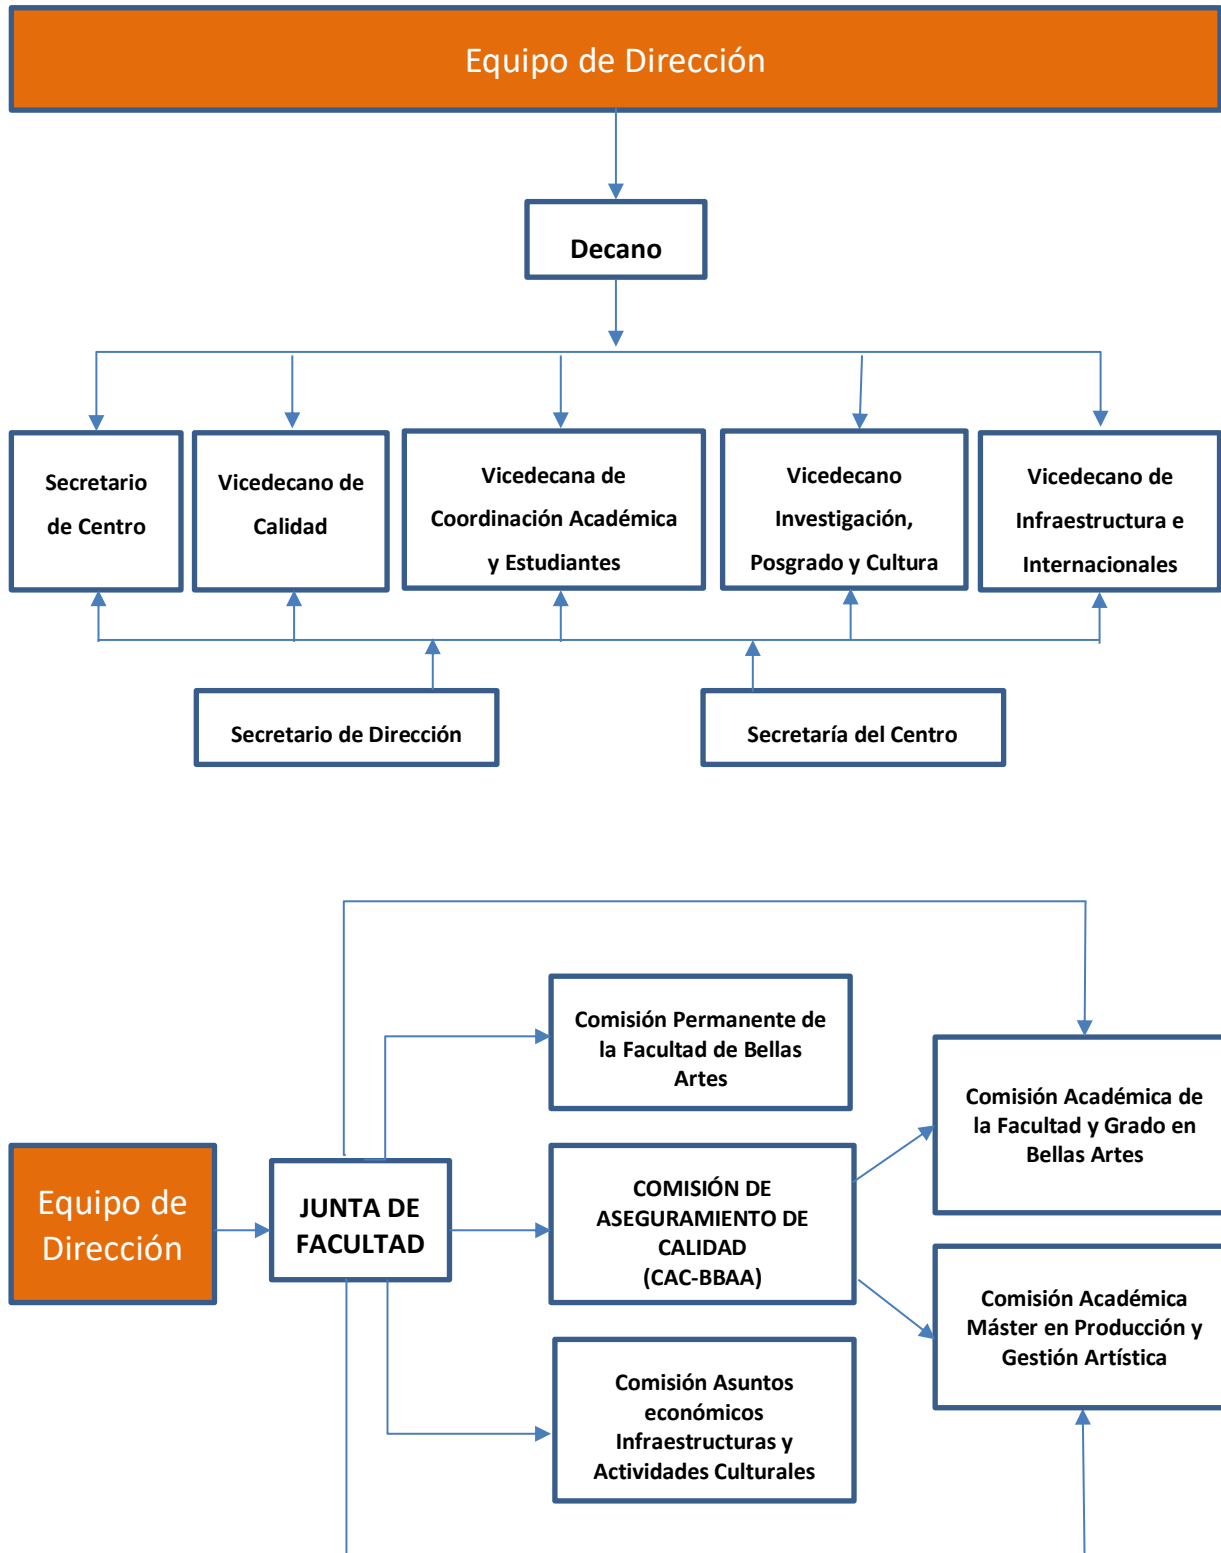 Equipo de Dirección
Decano
Secretario
de Centro
Vicedecano de
Calidad
Vicedecana de
Coordinación Académica
y Estudiantes
Vicedecano
Investigación,
Posgrado y Cultura
Vicedecano de
Infraestructura e
Internacionales
Secretario de Dirección
Secretaría del Centro
Comisión Permanente de
la Facultad de Bellas
Artes
Comisión Académica de
la Facultad y Grado en
Bellas Artes
Equipo de
Dirección
JUNTA DE
FACULTAD
COMISIÓN DE
ASEGURAMIENTO DE
CALIDAD
(CAC-BBAA)
Comisión Académica
Máster en Producción y
Gestión Artística
Comisión Asuntos
económicos
Infraestructuras y
Actividades Culturales